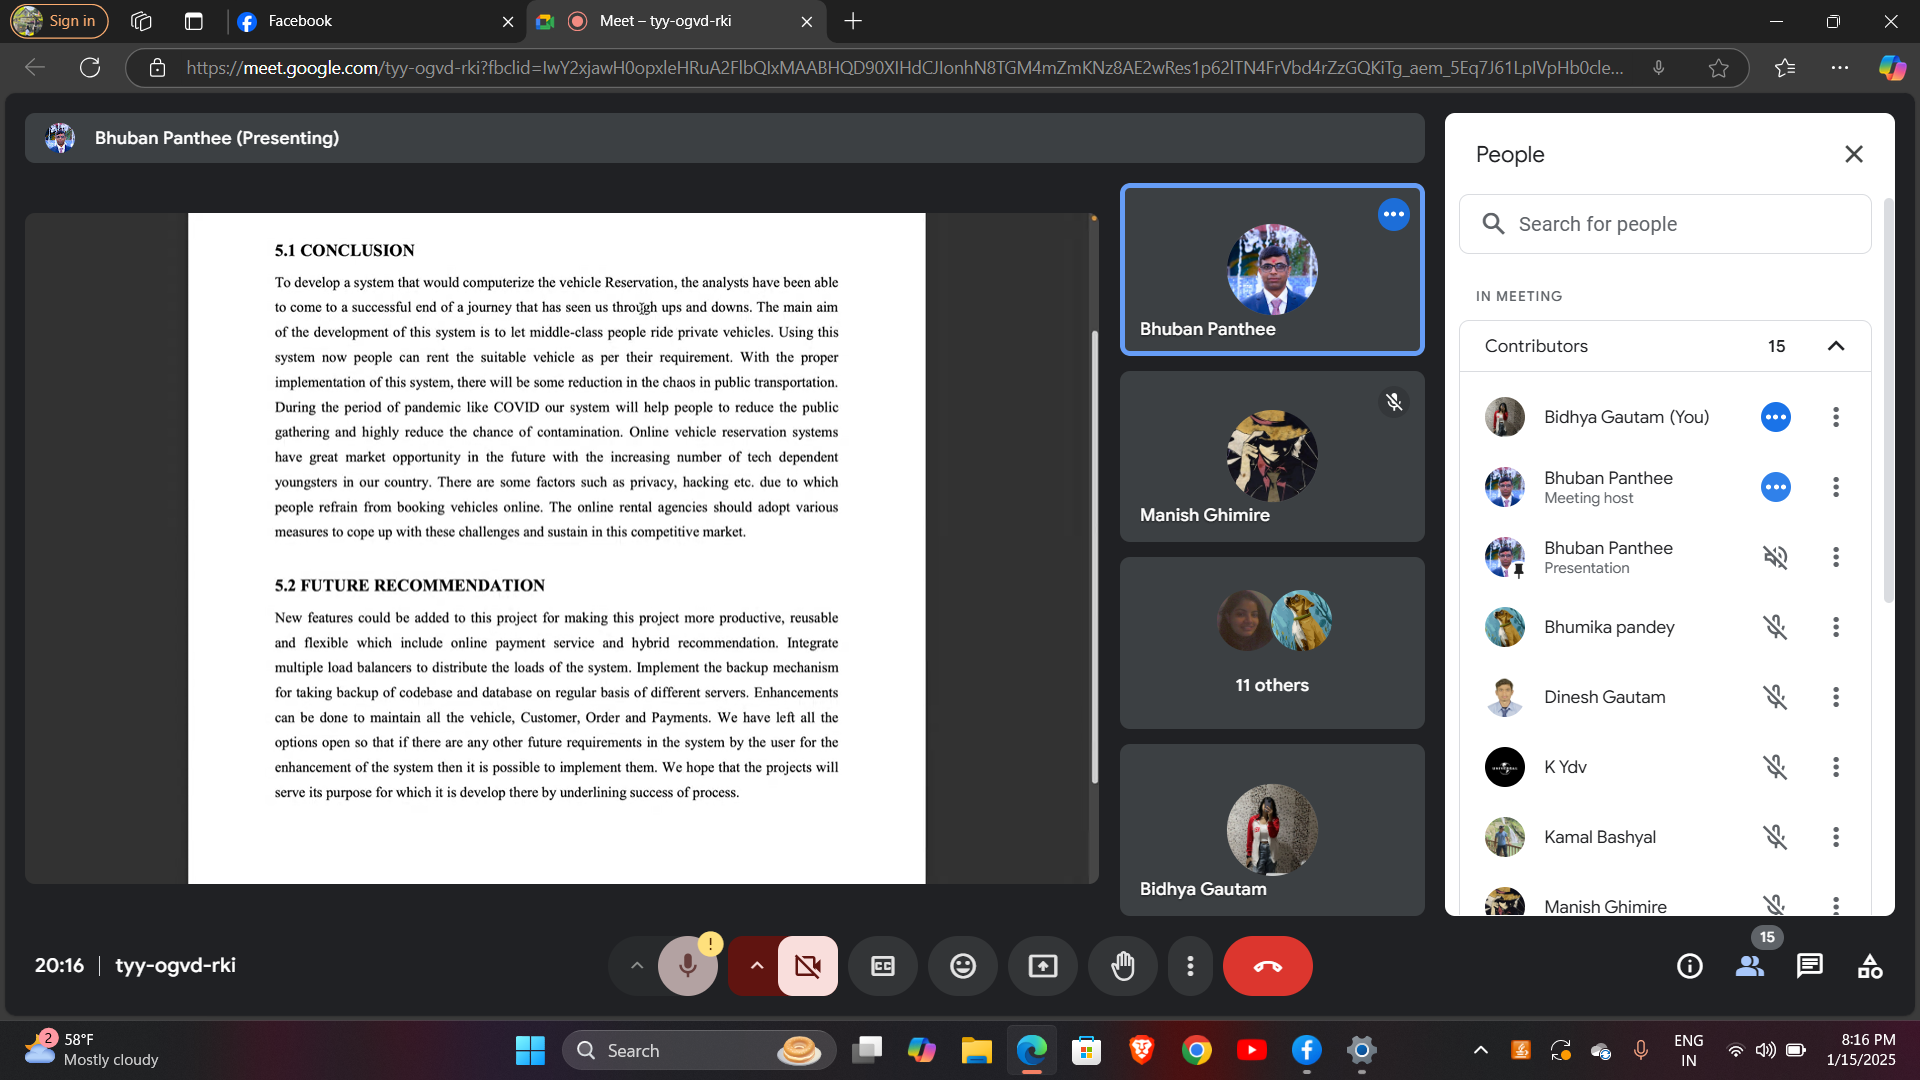 Sign in
Facebook
Meet – tyy-ogvd-rki
https://meet.google.com/tyy-ogvd-rki?fbclid=IwY2xjawH0opxleHRuA2FlbQIxMAABHQD90XIHdCJIonhN8TGM4mZmKNz8AE2wRes1p62lTN4FrVbd4rZzGQKiTg_aem_5Eq7J61LpIVpHb0cle...
Bhuban Panthee (Presenting)
5.1 CONCLUSION
To develop a system that would computerize the vehicle Reservation, the analysts have been able
to come to a successful end of a journey that has seen us through ups and downs. The main aim
of the development of this system is to let middle-class people ride private vehicles. Using this
system now people can rent the suitable vehicle as per their requirement. With the proper
implementation of this system, there will be some reduction in the chaos in public transportation.
During the period of pandemic like COVID our system will help people to reduce the public
gathering and highly reduce the chance of contamination. Online vehicle reservation systems
have great market opportunity in the future with the increasing number of tech dependent
youngsters in our country. There are some factors such as privacy, hacking etc. due to which
people refrain from booking vehicles online. The online rental agencies should adopt various
measures to cope up with these challenges and sustain in this competitive market.
5.2 FUTURE RECOMMENDATION
New features could be added to this project for making this project more productive, reusable
and flexible which include online payment service and hybrid recommendation. Integrate
multiple load balancers to distribute the loads of the system. Implement the backup mechanism
for taking backup of codebase and database on regular basis of different servers. Enhancements
can be done to maintain all the vehicle, Customer, Order and Payments. We have left all the
options open so that if there are any other future requirements in the system by the user for the
enhancement of the system then it is possible to implement them. We hope that the projects will
serve its purpose for which it is develop there by underlining success of process.
Bhuban Panthee
Manish Ghimire
11 others
Bidhya Gautam
People
Search for people
IN MEETING
Contributors 15
Bidhya Gautam (You)
Bhuban Panthee
Meeting host
Bhuban Panthee
Presentation
Bhumika pandey
Dinesh Gautam
K Ydv
Kamal Bashyal
Manish Ghimire
20:16 | tyy-ogvd-rki
!
CC
15
2
58°F
Mostly cloudy
Search
ENG
IN
8:16 PM
1/15/2025